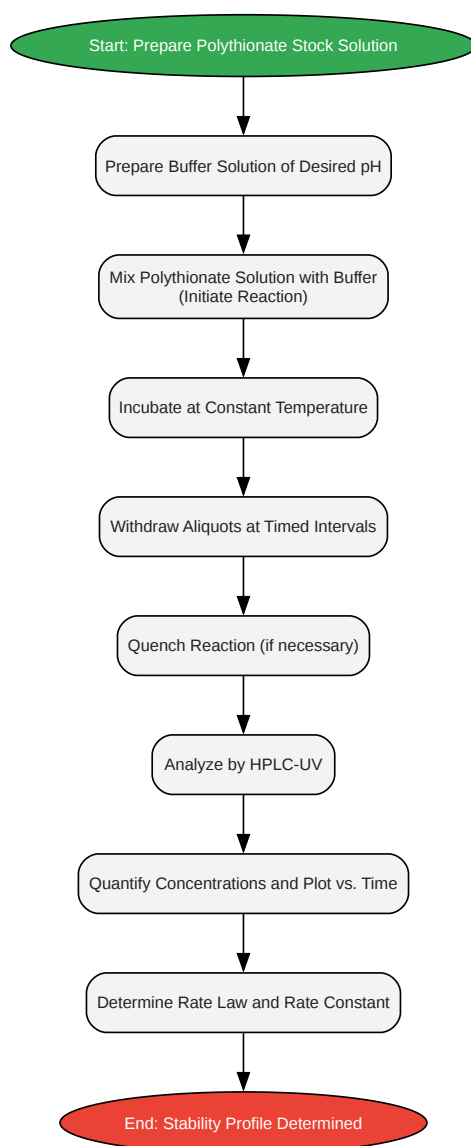 Start: Prepare Polythionate Stock Solution
Prepare Buffer Solution of Desired pH
Mix Polythionate Solution with Buffer
(Initiate Reaction)
Incubate at Constant Temperature
Withdraw Aliquots at Timed Intervals
Quench Reaction (if necessary)
Analyze by HPLC-UV
Quantify Concentrations and Plot vs. Time
Determine Rate Law and Rate Constant
End: Stability Profile Determined